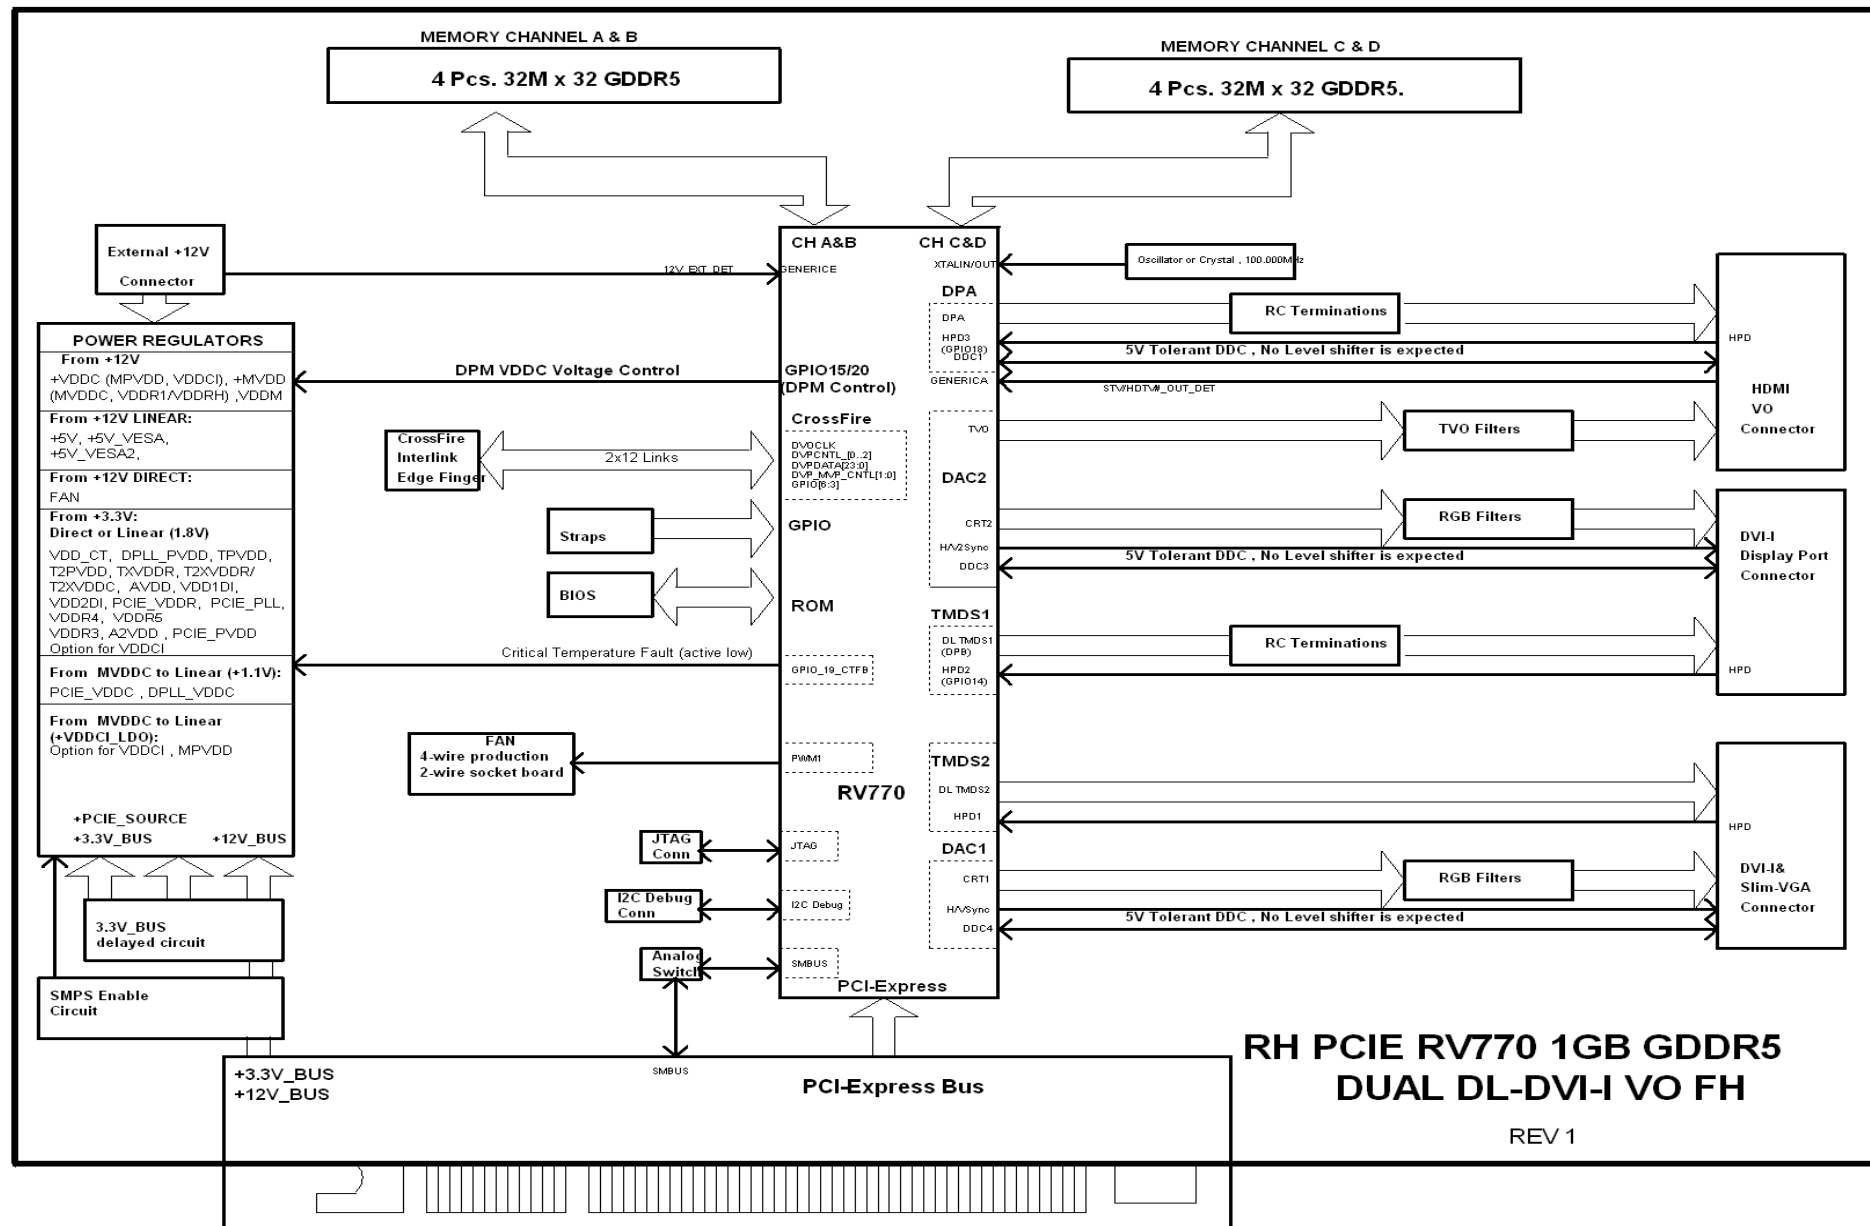 MEMORY CHANNEL A & B
4 Pcs. 32M x 32 GDDR5
MEMORY CHANNEL C & D
4 Pcs. 32M x 32 GDDR5.
External +12V
Connector
POWER REGULATORS
From +12V
+VDDC (MPVDD, VDDCI), +MVDD
(MVDDC, VDDR1/VDDRH) ,VDDM
From +12V LINEAR:
+5V, +5V_VESA,
+5V_VESA2,
From +12V DIRECT:
FAN
From +3.3V:
Direct or Linear (1.8V)
VDD_CT, DPLL_PVDD, TPVDD,
T2PVDD, TXVDDR, T2XVDDR/
T2XVDDC, AVDD, VDD1DI,
VDD2DI, PCIE_VDDR, PCIE_PLL,
VDDR4, VDDR5
VDDR3, A2VDD , PCIE_PVDD
Option for VDDCI
From MVDDC to Linear (+1.1V):
PCIE_VDDC , DPLL_VDDC
From MVDDC to Linear
(+VDDCI_LDO):
Option for VDDCI , MPVDD
+PCIE_SOURCE
+3.3V_BUS +12V_BUS
3.3V_BUS
delayed circuit
SMPS Enable
Circuit
12V_EXT_DET
DPM VDDC Voltage Control
CrossFire
Interlink
Edge Finger
2x12 Links
Straps
BIOS
Critical Temperature Fault (active low)
FAN
4-wire production
2-wire socket board
JTAG
Conn
I2C Debug
Conn
Analog
Switch
CH A&B
CH C&D
GENERICE
XTALIN/OUT
GPIO15/20
(DPM Control)
CrossFire
DVOCLK
DVPCNTL_[0..2]
DVPDATA[23:0]
DVP_MVP_CNTL[1:0]
GPIO[6:3]
GPIO
ROM
GPIO_19_CTFB
PWM1
RV770
JTAG
I2C Debug
SMBUS
PCI-Express
DPA
DPA
HPD3
(GPIO18)
DDC1
GENERICA
TVO
DAC2
CRT2
H/V2Sync
DDC3
TMDS1
DL TMDS1
(DPB)
HPD2
(GPIO14)
TMDS2
DL TMDS2
HPD1
DAC1
CRT1
H/VSync
DDC4
Oscillator or Crystal , 100.000MHz
RC Terminations
5V Tolerant DDC , No Level shifter is expected
STV/HDTV#_OUT_DET
TVO Filters
RGB Filters
5V Tolerant DDC , No Level shifter is expected
RC Terminations
RGB Filters
5V Tolerant DDC , No Level shifter is expected
HPD
HDMI
VO
Connector
DVI-I
Display Port
Connector
HPD
HPD
DVI-I&
Slim-VGA
Connector
+3.3V_BUS
+12V_BUS
SMBUS
PCI-Express Bus
RH PCIE RV770 1GB GDDR5
DUAL DL-DVI-I VO FH
REV 1